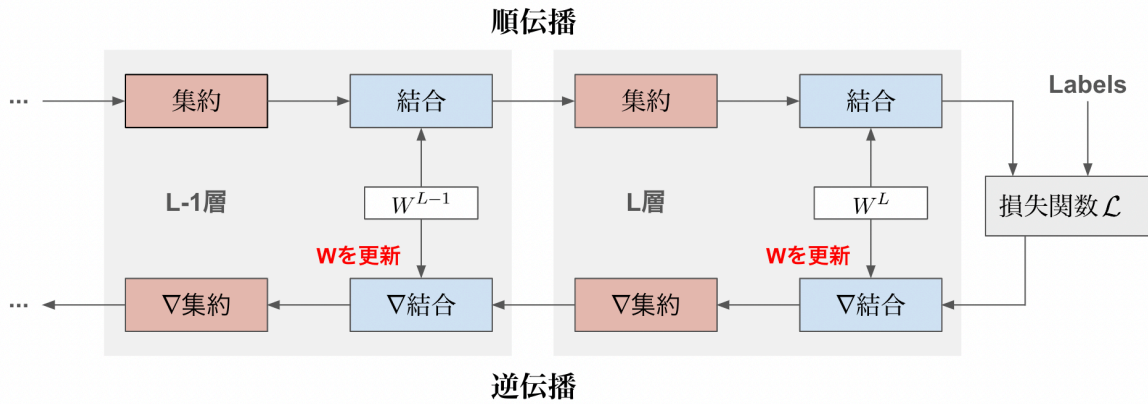 順伝播
... 集約 結合 集約 結合 Labels
L-1層 W^{L-1} L層 W^L 損失関数 ℒ
Wを更新 Wを更新
... ∇集約 ∇結合 ∇集約 ∇結合
逆伝播